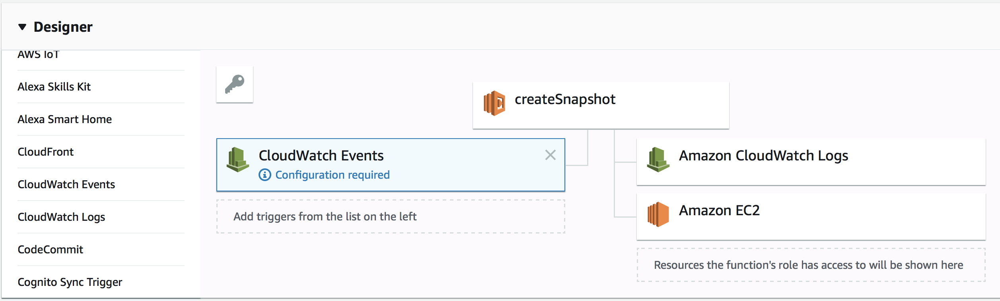 Designer
AWS IoT
Alexa Skills Kit
Alexa Smart Home
CloudFront
CloudWatch Events
CloudWatch Logs
CodeCommit
Cognito Sync Trigger
createSnapshot
CloudWatch Events
Configuration required
Add triggers from the list on the left
Amazon CloudWatch Logs
Amazon EC2
Resources the function's role has access to will be shown here